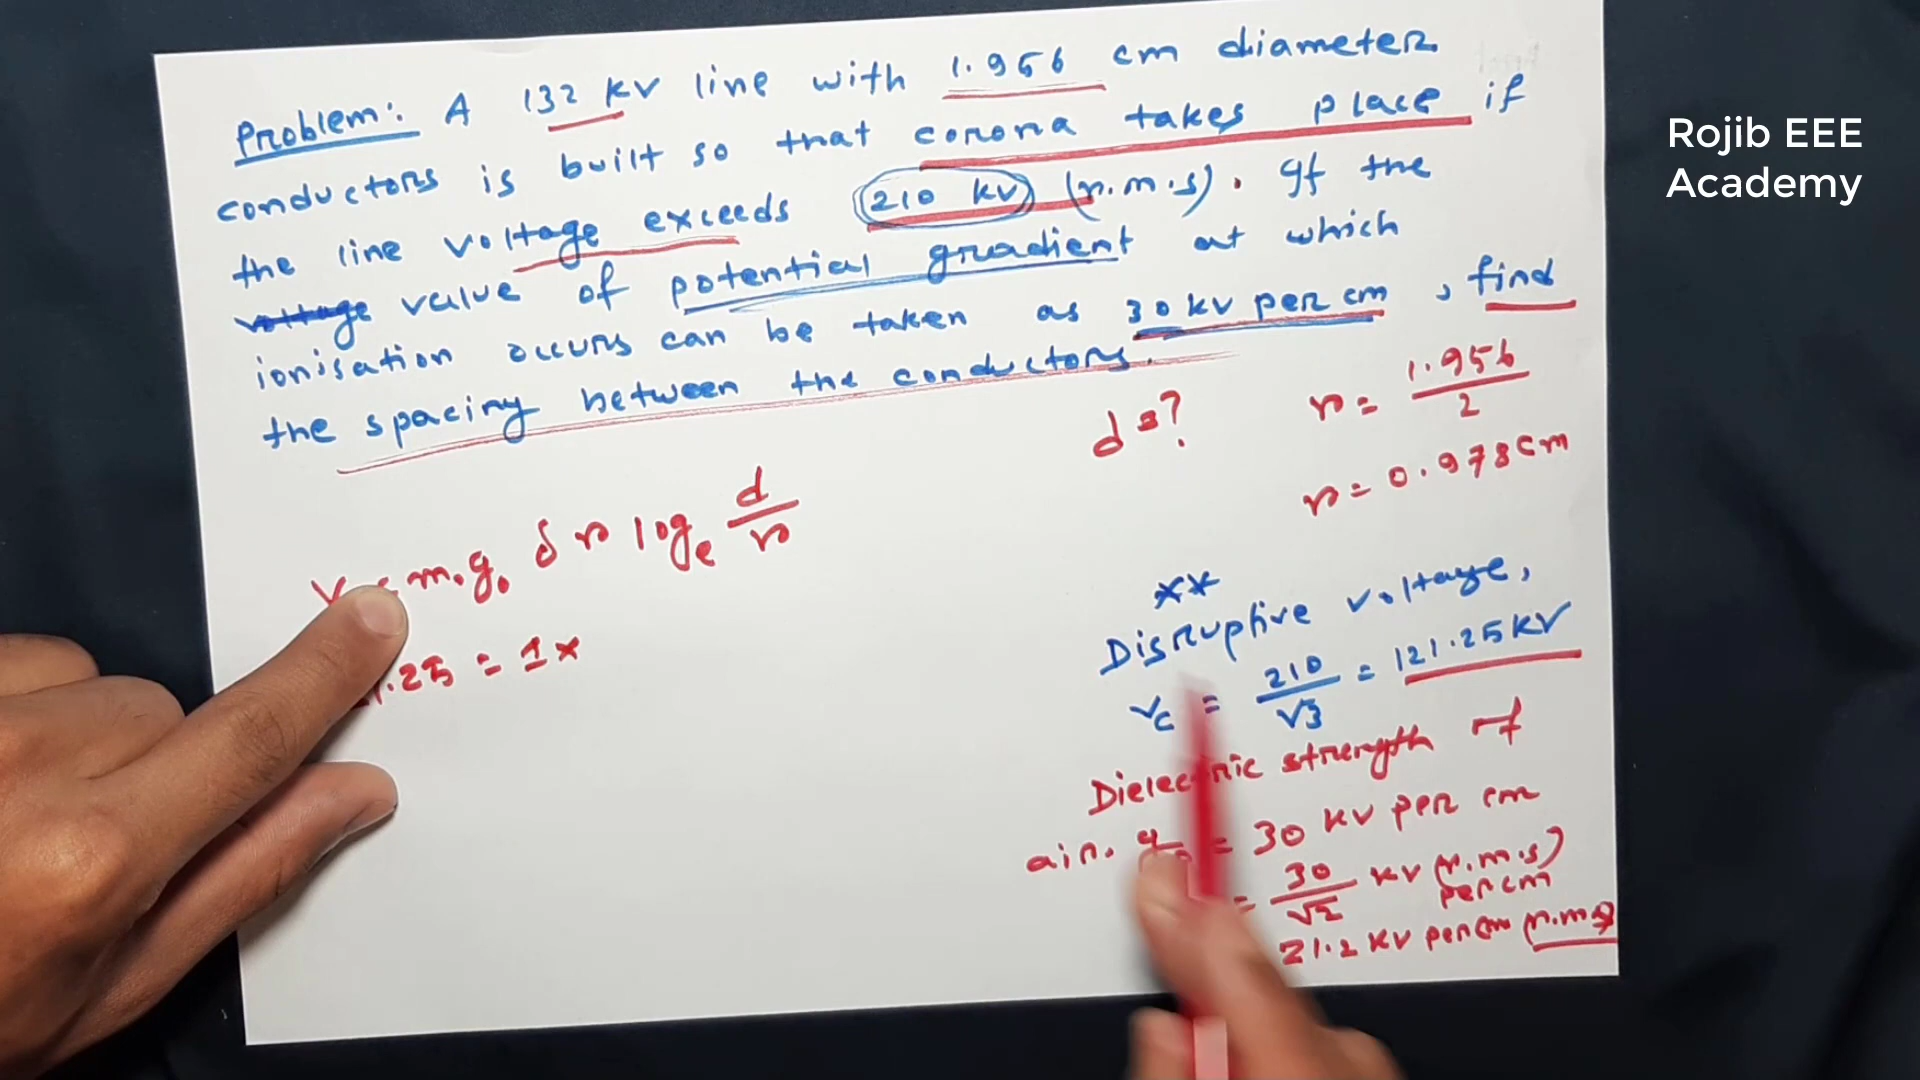 Problem: A 132 kV line with 1.956 cm diameter
conductors is built so that corona takes place if
the line voltage exceeds 210 kV (r.m.s). If the
value of potential gradient at which
ionisation occurs can be taken as 30 kV per cm, find
the spacing between the conductors.
d = ?
r = 1.956/2
r = 0.978 cm
= m. g. δ r loge d/r
.25 = 1×
**
Disruptive voltage,
Vc = 210/√3 = 121.25 kV
Dielectric strength of
air. = 30 kV per cm
= 30/√2 kV (r.m.s) per cm
21.2 kV per cm (r.m.s)
Rojib EEE
Academy